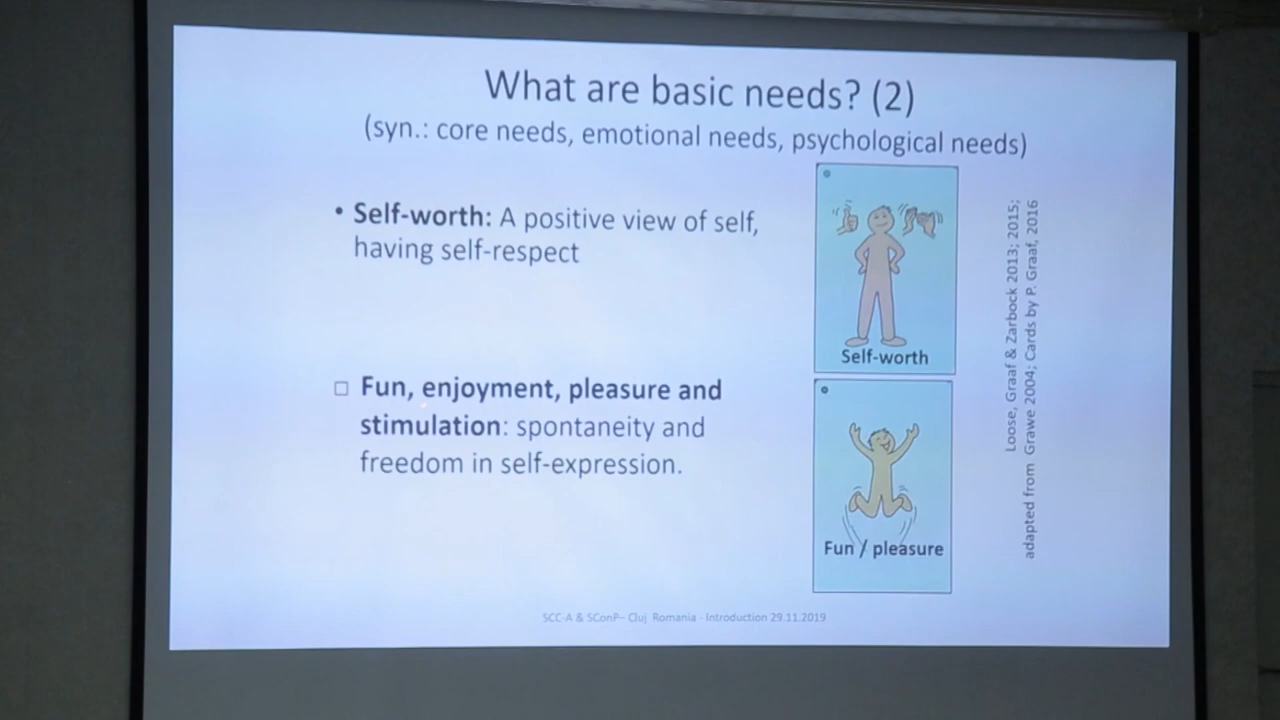 What are basic needs? (2)
(syn.: core needs, emotional needs, psychological needs)
• Self-worth: A positive view of self,
having self-respect
Self-worth
□ Fun, enjoyment, pleasure and
stimulation: spontaneity and
freedom in self-expression.
Fun / pleasure
Loose, Graaf & Zarbock 2013; 2015;
adapted from Grawe 2004; Cards by P. Graaf, 2016
SCC-A & SConP– Cluj Romania - Introduction 29.11.2019